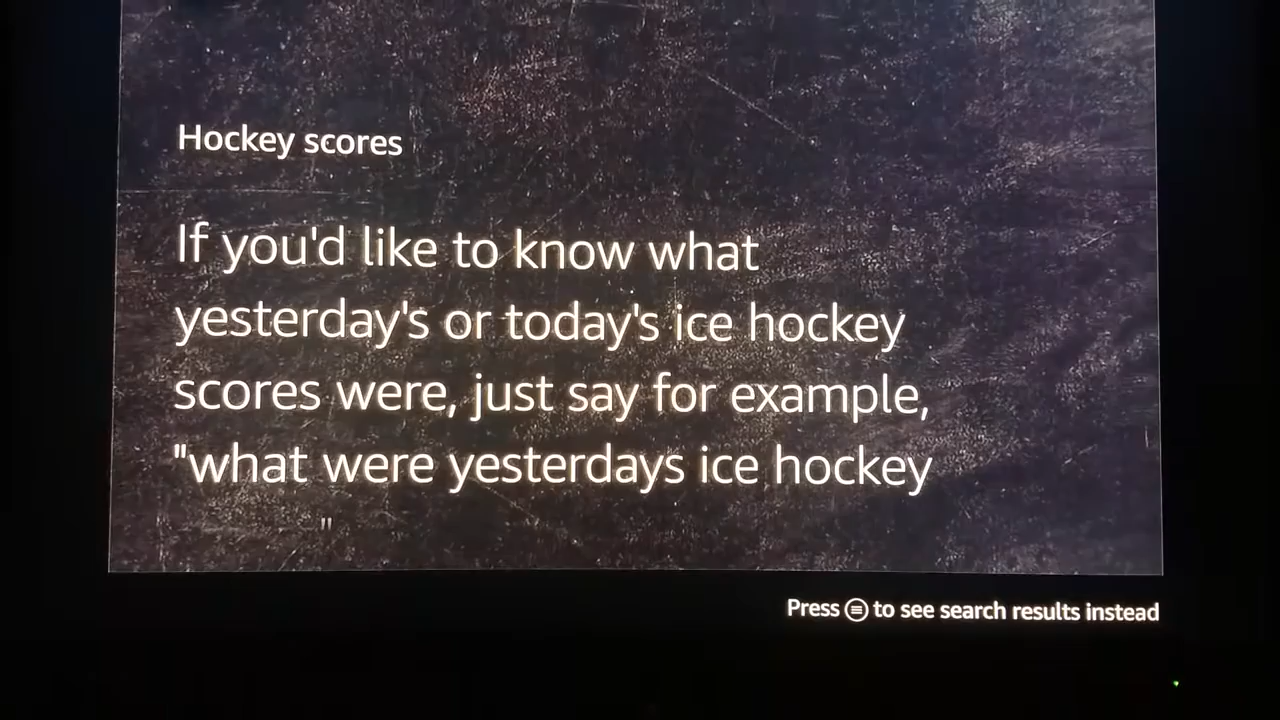 Hockey scores
If you'd like to know what
yesterday's or today's ice hockey
scores were, just say for example,
"what were yesterdays ice hockey
"
Press to see search results instead